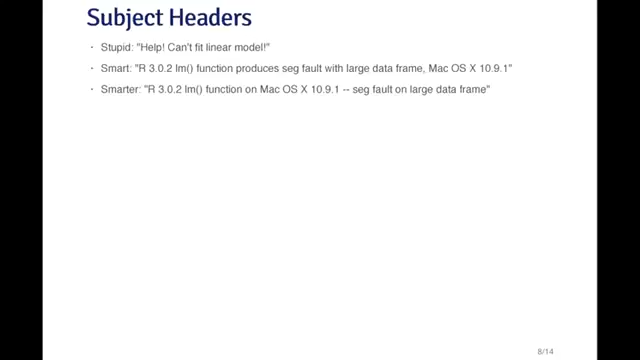 Subject Headers
· Stupid: "Help! Can't fit linear model!"
· Smart: "R 3.0.2 lm() function produces seg fault with large data frame, Mac OS X 10.9.1"
· Smarter: "R 3.0.2 lm() function on Mac OS X 10.9.1 -- seg fault on large data frame"
8/14